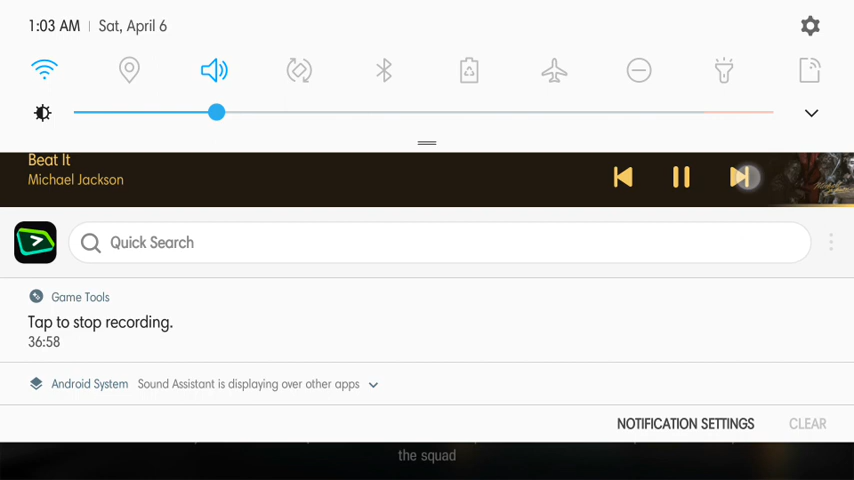 1:03 AM | Sat, April 6
Beat It
Michael Jackson
Quick Search
Game Tools
Tap to stop recording.
36:58
Android System Sound Assistant is displaying over other apps
NOTIFICATION SETTINGS CLEAR
the squad